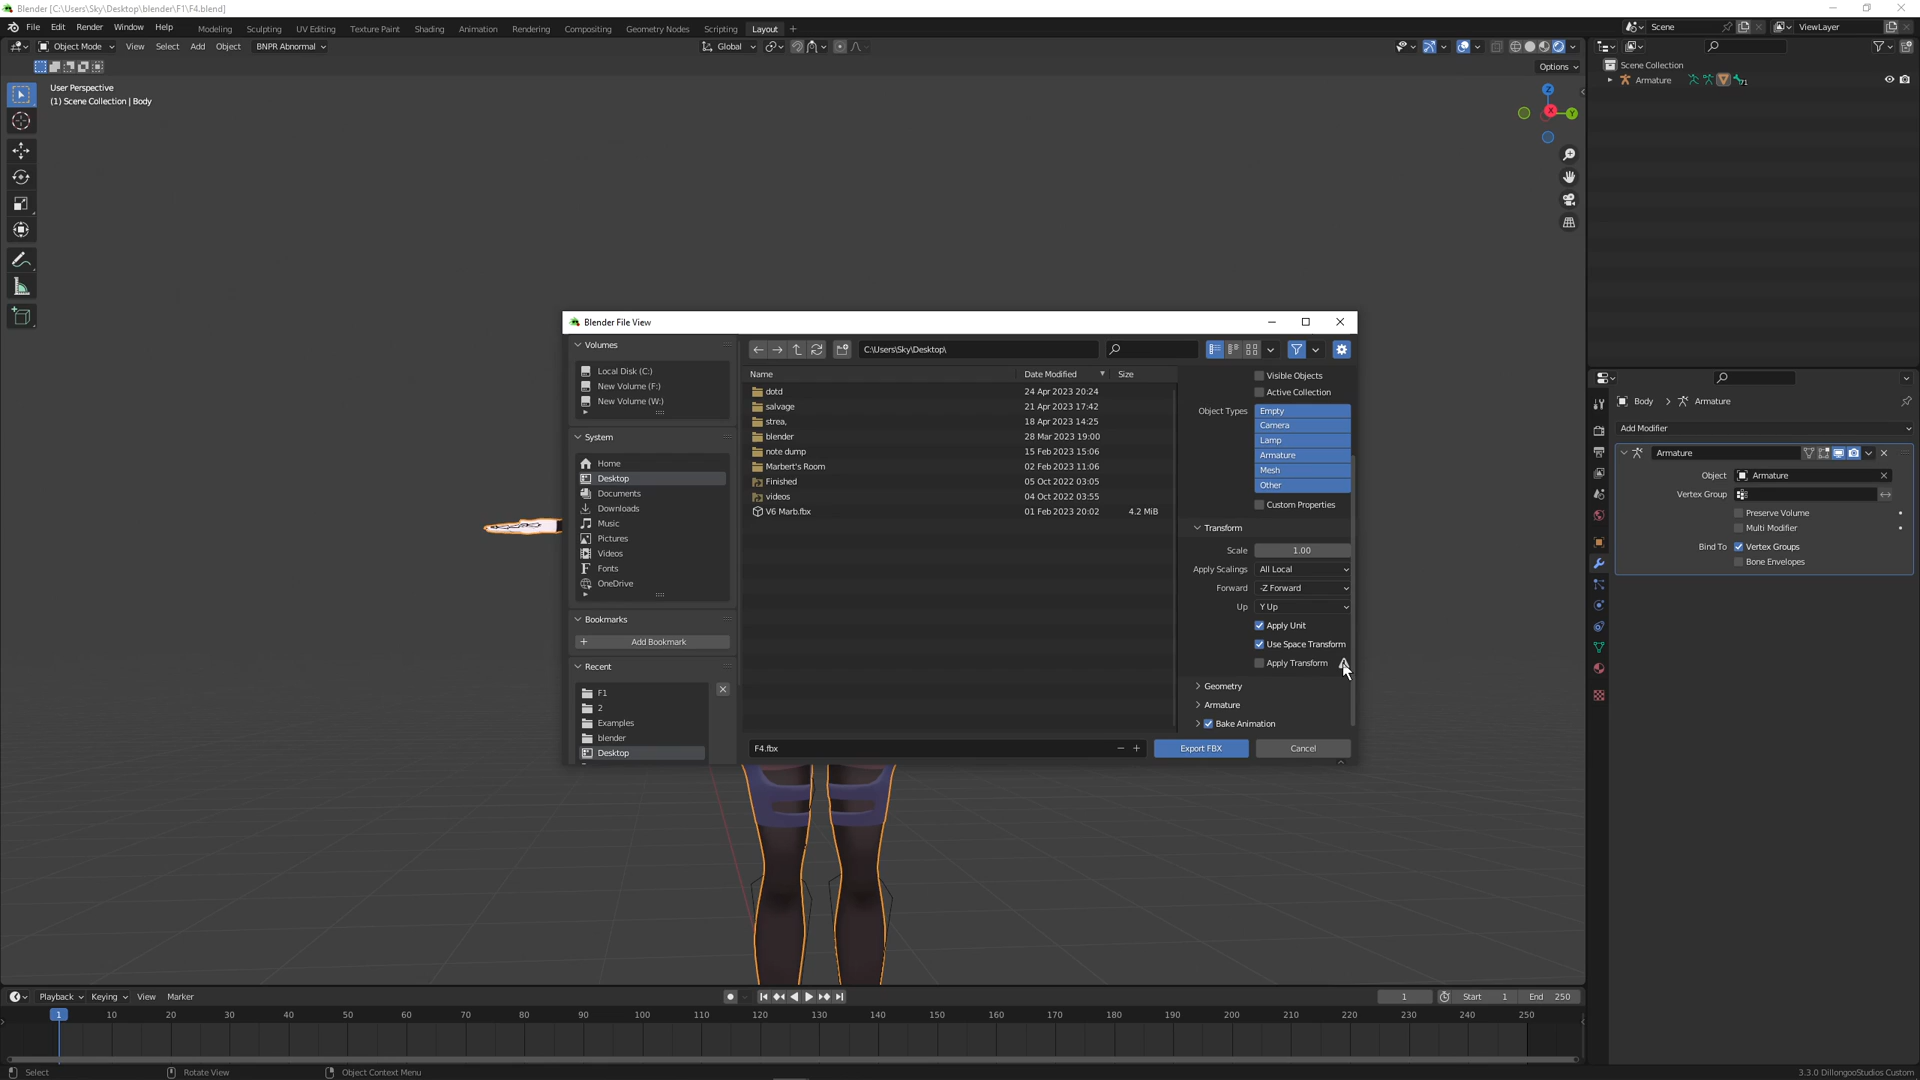 Blender [C:\Users\Sky\Desktop\blender\F1\F4.blend]
File Edit Render Window Help
Modeling Sculpting UV Editing Texture Paint Shading Animation Rendering Compositing Geometry Nodes Scripting Layout +
Scene
ViewLayer
Object Mode View Select Add Object BNPR Abnormal
Global
Options
User Perspective
(1) Scene Collection | Body
Z
X
Y
Scene Collection
Armature
71
Blender File View
Volumes
Local Disk (C:)
New Volume (F:)
New Volume (W:)
System
Home
Desktop
Documents
Downloads
Music
Pictures
Videos
Fonts
OneDrive
Bookmarks
Add Bookmark
Recent
F1
2
Examples
blender
Desktop
C:\Users\Sky\Desktop\
Name Date Modified Size
dotd 24 Apr 2023 20:24
salvage 21 Apr 2023 17:42
strea, 18 Apr 2023 14:25
blender 28 Mar 2023 19:00
note dump 15 Feb 2023 15:06
Marbert's Room 02 Feb 2023 11:06
Finished 05 Oct 2022 03:05
videos 04 Oct 2022 03:55
V6 Marb.fbx 01 Feb 2023 20:02 4.2 MiB
Visible Objects
Active Collection
Object Types Empty
Camera
Lamp
Armature
Mesh
Other
Custom Properties
Transform
Scale 1.00
Apply Scalings All Local
Forward -Z Forward
Up Y Up
Apply Unit
Use Space Transform
Apply Transform
Geometry
Armature
Bake Animation
F4.fbx
Export FBX
Cancel
Body > Armature
Add Modifier
Armature
Object Armature
Vertex Group
Preserve Volume
Multi Modifier
Bind To Vertex Groups
Bone Envelopes
Playback Keying View Marker
1 Start 1 End 250
1 10 20 30 40 50 60 70 80 90 100 110 120 130 140 150 160 170 180 190 200 210 220 230 240 250
Select Rotate View Object Context Menu
3.3.0 DillongooStudios Custom